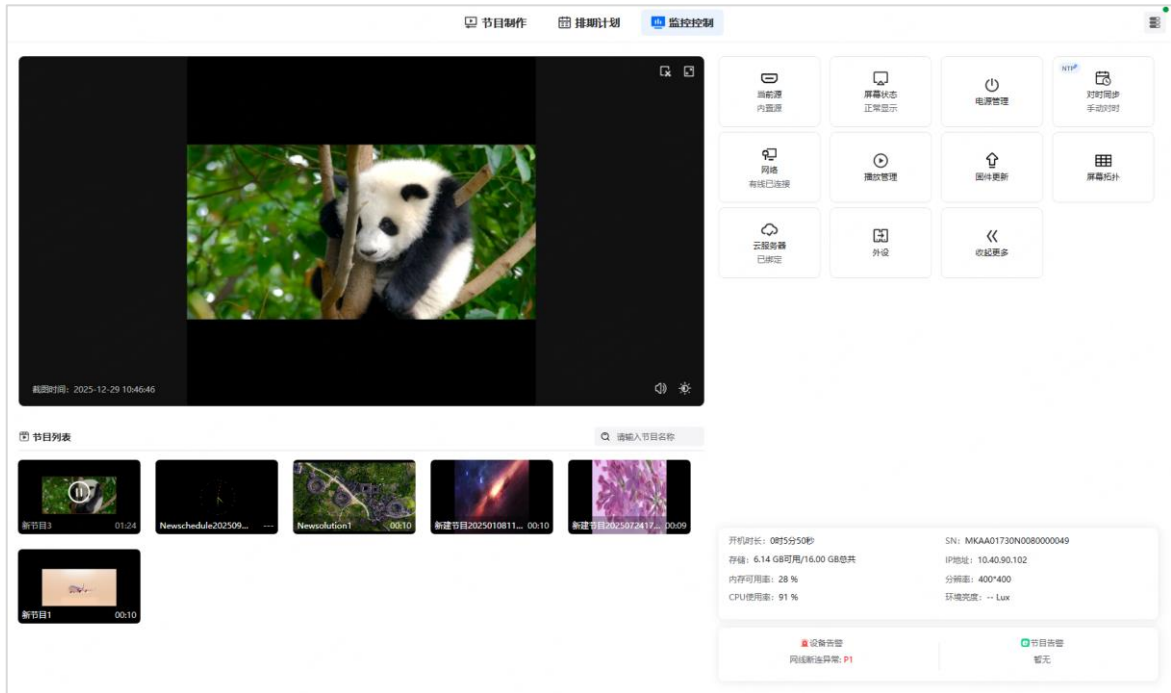 节目制作
排期计划
监控控制
截图时间：2025-12-29 10:46:46
当前源
内置源
屏幕状态
正常显示
电源管理
NTP
对时同步
手动对时
网络
有线已连接
播放管理
固件更新
屏幕拓扑
云服务器
已绑定
外设
收起更多
节目列表
请输入节目名称
新节目3 01:24
Newschedule202509... ---
Newsolution1 00:10
新建节目2025010811... 00:10
新建节目2025072417... 00:09
新节目1 00:10
开机时长：0时5分50秒
SN：MKAA01730N0080000049
存储：6.14 GB可用/16.00 GB总共
IP地址：10.40.90.102
内存可用率：28 %
分辨率：400*400
CPU使用率：91 %
环境亮度：-- Lux
设备告警
网线断连异常: P1
节目告警
暂无